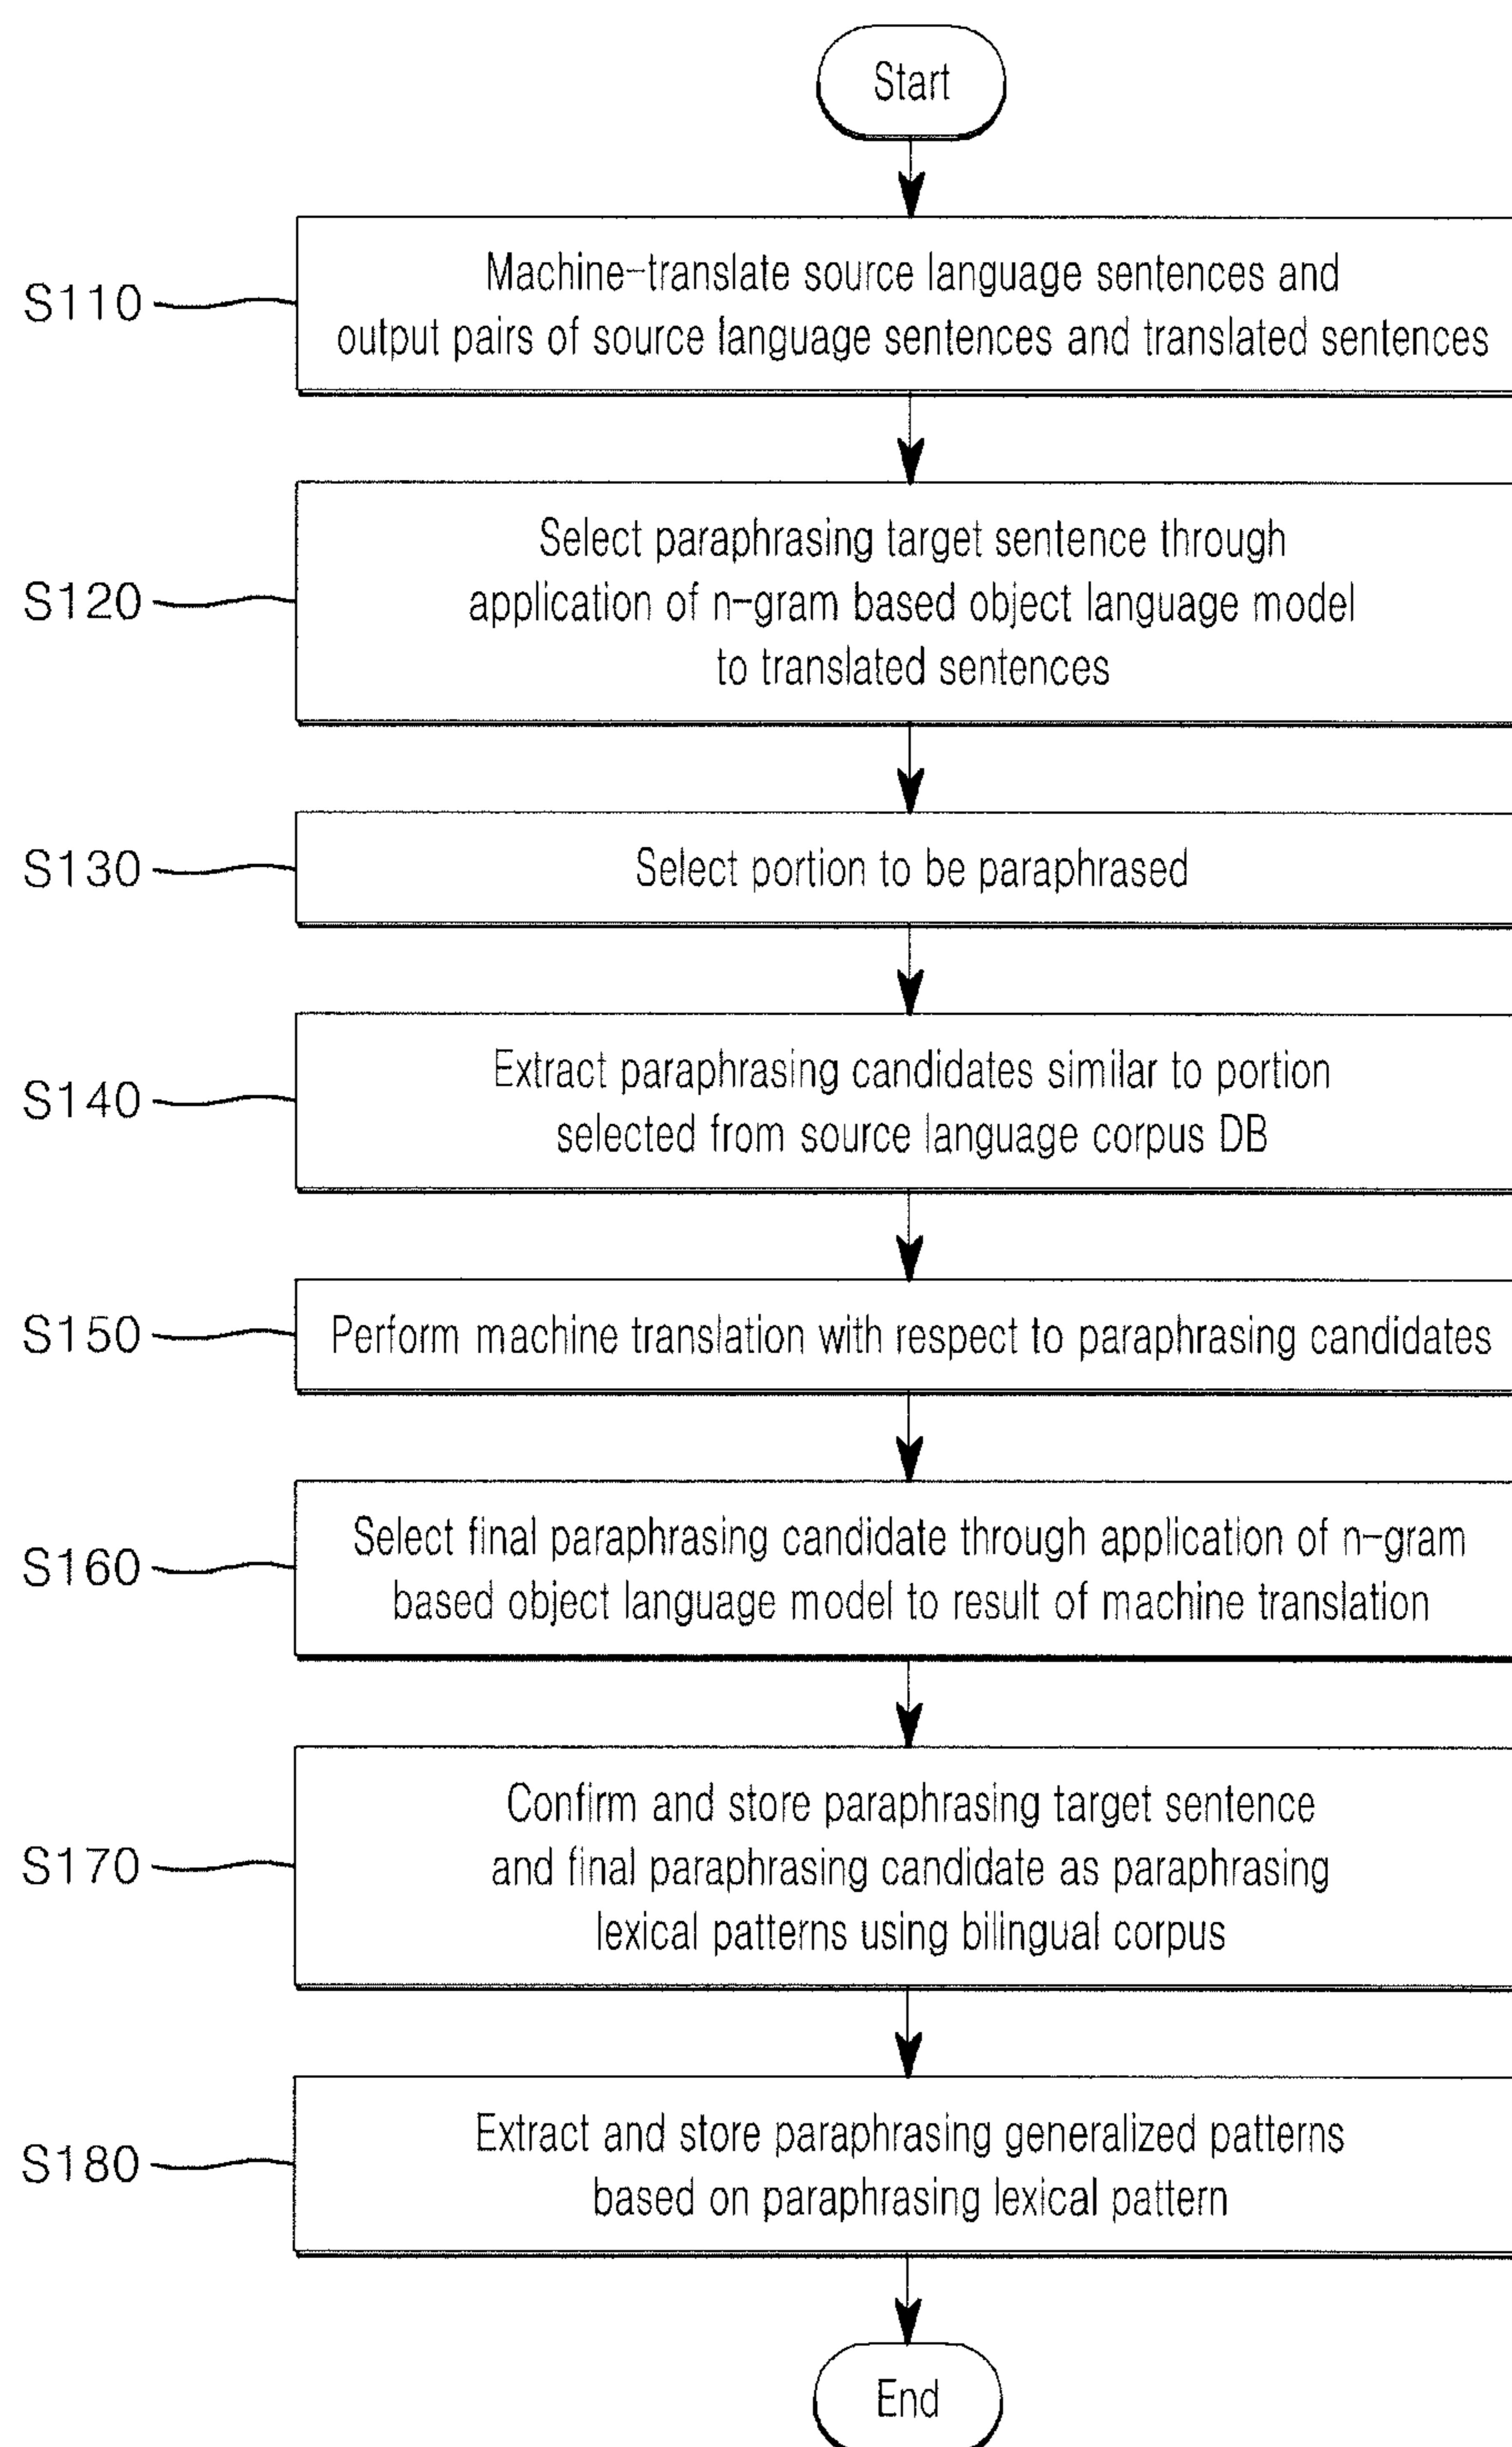 Start
S110
Machine-translate source language sentences and
output pairs of source language sentences and translated sentences
S120
Select paraphrasing target sentence through
application of n-gram based object language model
to translated sentences
S130
Select portion to be paraphrased
S140
Extract paraphrasing candidates similar to portion
selected from source language corpus DB
S150
Perform machine translation with respect to paraphrasing candidates
S160
Select final paraphrasing candidate through application of n-gram
based object language model to result of machine translation
S170
Confirm and store paraphrasing target sentence
and final paraphrasing candidate as paraphrasing
lexical patterns using bilingual corpus
S180
Extract and store paraphrasing generalized patterns
based on paraphrasing lexical pattern
End